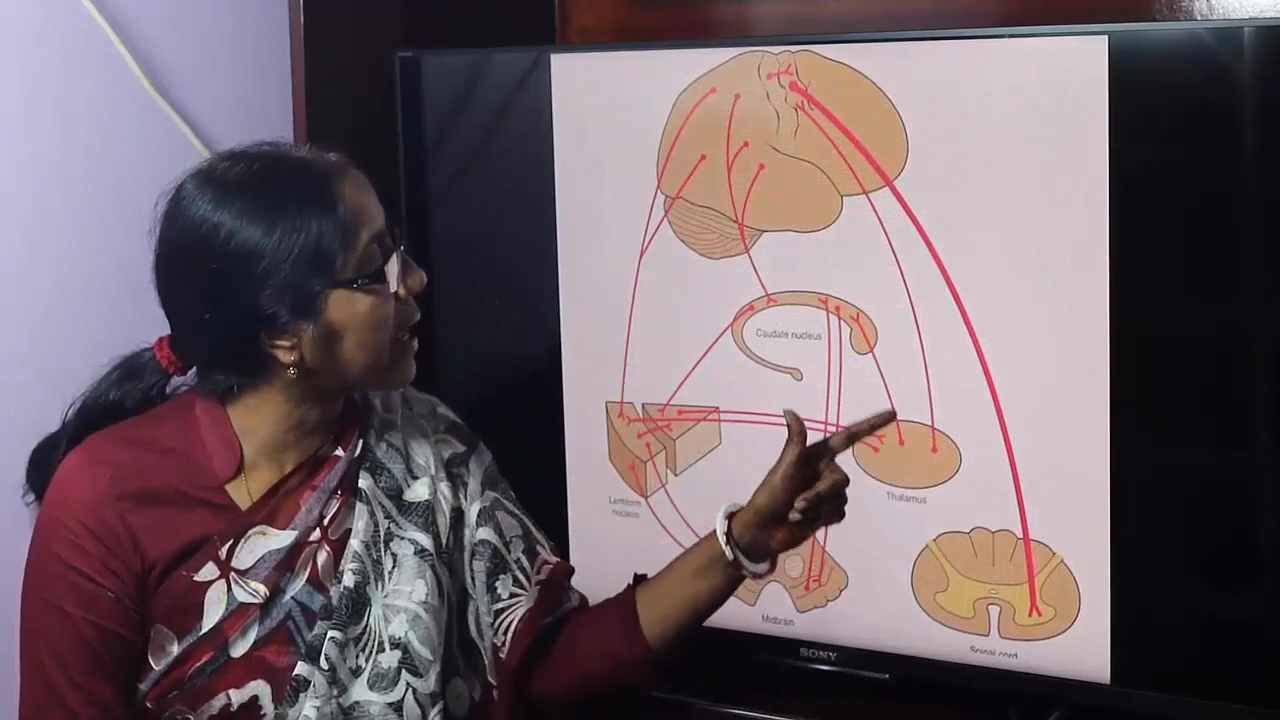 Caudate nucleus
Lentiform
nucleus
Thalamus
Midbrain
Spinal cord
SONY